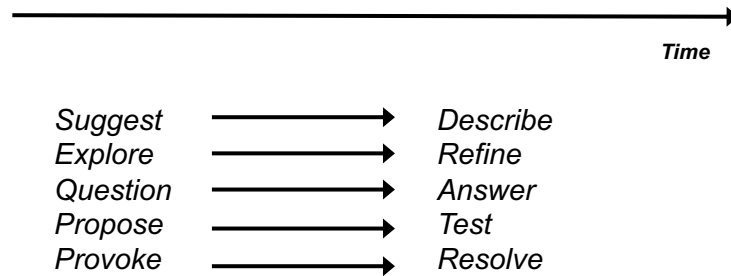 Time
Suggest Describe
Explore Refine
Question Answer
Propose Test
Provoke Resolve